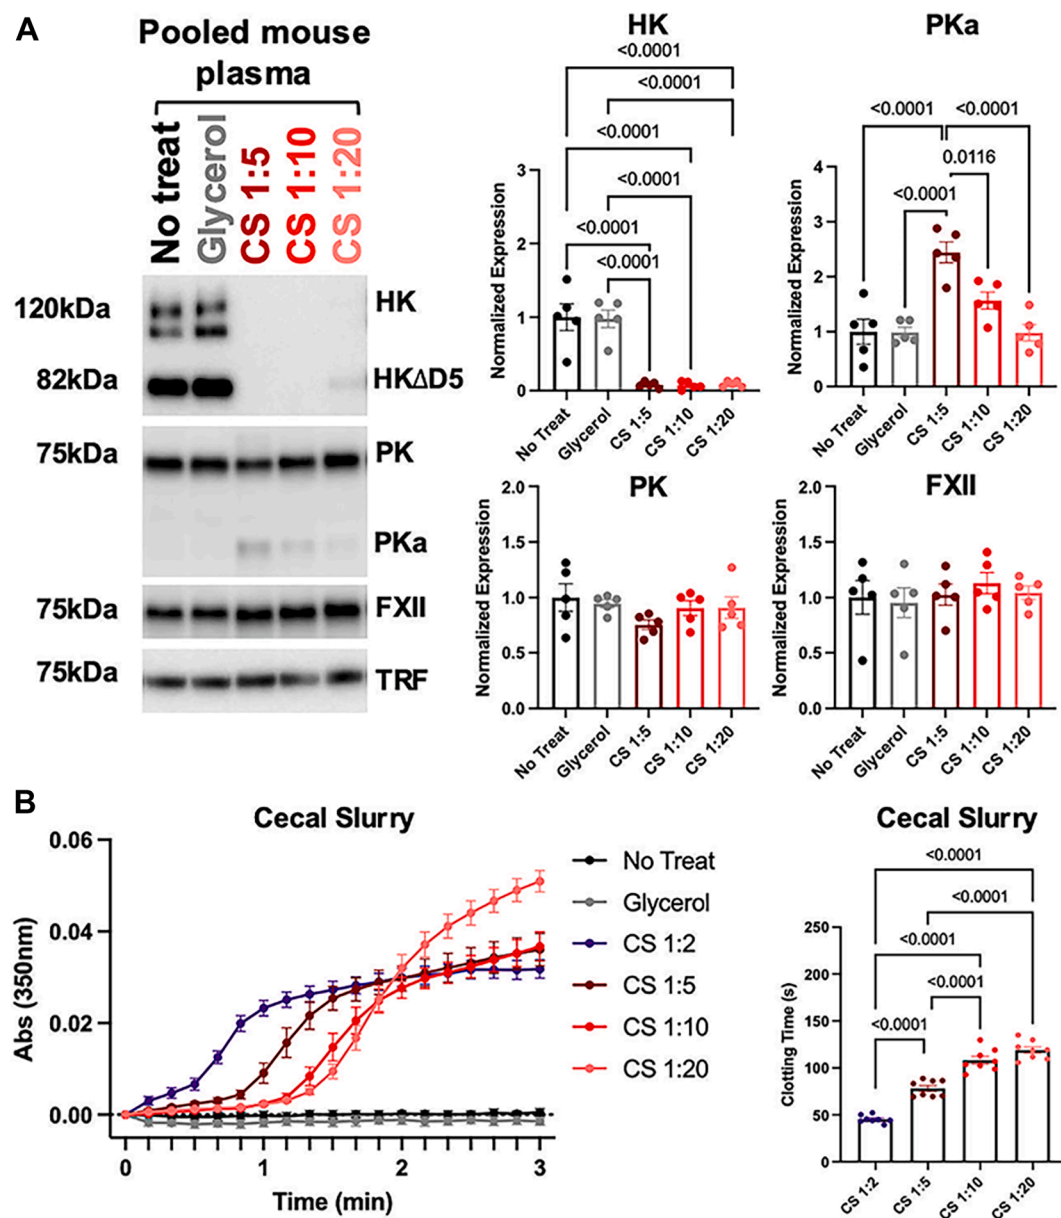 A
Pooled mouse
plasma
No treat
Glycerol
CS 1:5
CS 1:10
CS 1:20
120kDa
HK
82kDa
HKΔD5
75kDa
PK
PKa
75kDa
FXII
75kDa
TRF
HK
<0.0001
<0.0001
<0.0001
<0.0001
<0.0001
<0.0001
Normalized Expression
3
2
1
0
No Treat
Glycerol
CS 1:5
CS 1:10
CS 1:20
PKa
<0.0001
<0.0001
0.0116
<0.0001
Normalized Expression
4
3
2
1
0
No Treat
Glycerol
CS 1:5
CS 1:10
CS 1:20
PK
Normalized Expression
2.0
1.5
1.0
0.5
0.0
No Treat
Glycerol
CS 1:5
CS 1:10
CS 1:20
FXII
Normalized Expression
2.0
1.5
1.0
0.5
0.0
No Treat
Glycerol
CS 1:5
CS 1:10
CS 1:20
B
Cecal Slurry
Abs (350nm)
0.06
0.04
0.02
0.00
0 1 2 3
Time (min)
No Treat
Glycerol
CS 1:2
CS 1:5
CS 1:10
CS 1:20
Cecal Slurry
<0.0001
<0.0001
<0.0001
<0.0001
<0.0001
Clotting Time (s)
250
200
150
100
50
0
CS 1:2
CS 1:5
CS 1:10
CS 1:20